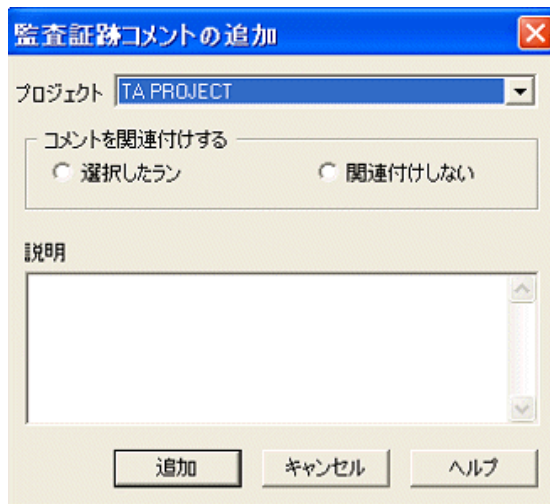 監査証跡コメントの追加
プロジェクト TA PROJECT
コメントを関連付けする
選択したラン 関連付けしない
説明
追加 キャンセル ヘルプ